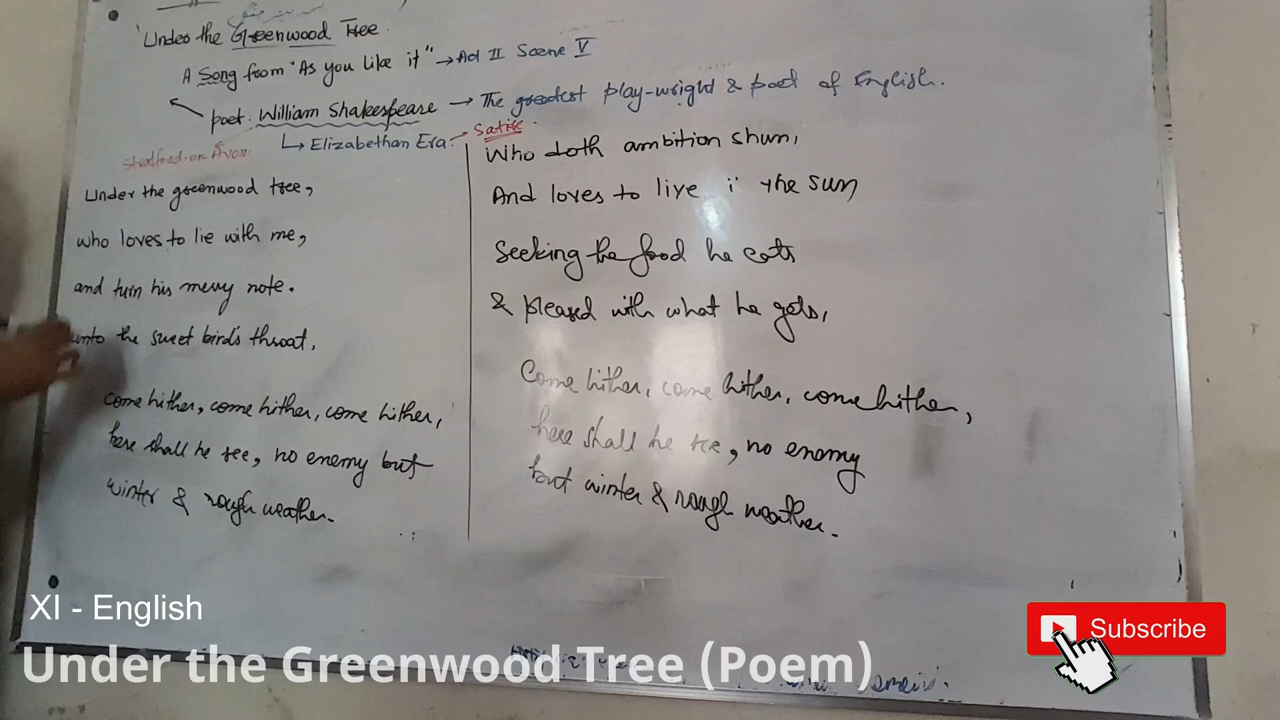 'Under the Greenwood Tree.
A Song from "As you like it" → Act II Scene V
poet: William Shakespeare → The greatest play-wright & poet of English.
↳ Elizabethan Era. → Satire.
Stratford-on-Avon
Under the greenwood tree,
who loves to lie with me,
and turn his merry note.
unto the sweet bird's throat,
come hither, come hither, come hither,
here shall he see, no enemy but
winter & rough weather.
Who doth ambition shun,
And loves to live i' the sun
Seeking the food he eats
& pleased with what he gets,
Come hither, come hither, come hither,
here shall he see, no enemy
but winter & rough weather.
XI - English
Under the Greenwood Tree (Poem)
Subscribe